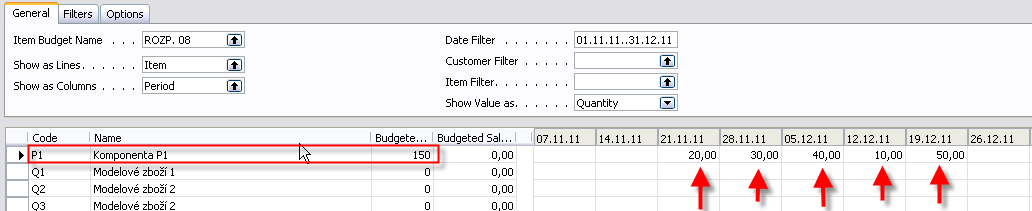 General Filters Options
Item Budget Name . . . . ROZP. 08 Date Filter . . . . . . . 01.11.11..31.12.11
Show as Lines. . . . . . Item Customer Filter . . . . .
Show as Columns . . . . . Period Item Filter. . . . . . . .
Show Value as. . . . . . . Quantity
Code Name Budgete... Budgeted Sal... 07.11.11 14.11.11 21.11.11 28.11.11 05.12.11 12.12.11 19.12.11 26.12.11
P1 Komponenta P1 150 0,00 20,00 30,00 40,00 10,00 50,00
Q1 Modelové zboží 1 0 0,00
Q2 Modelové zboží 2 0 0,00
Q3 Modelové zboží 2 0 0,00